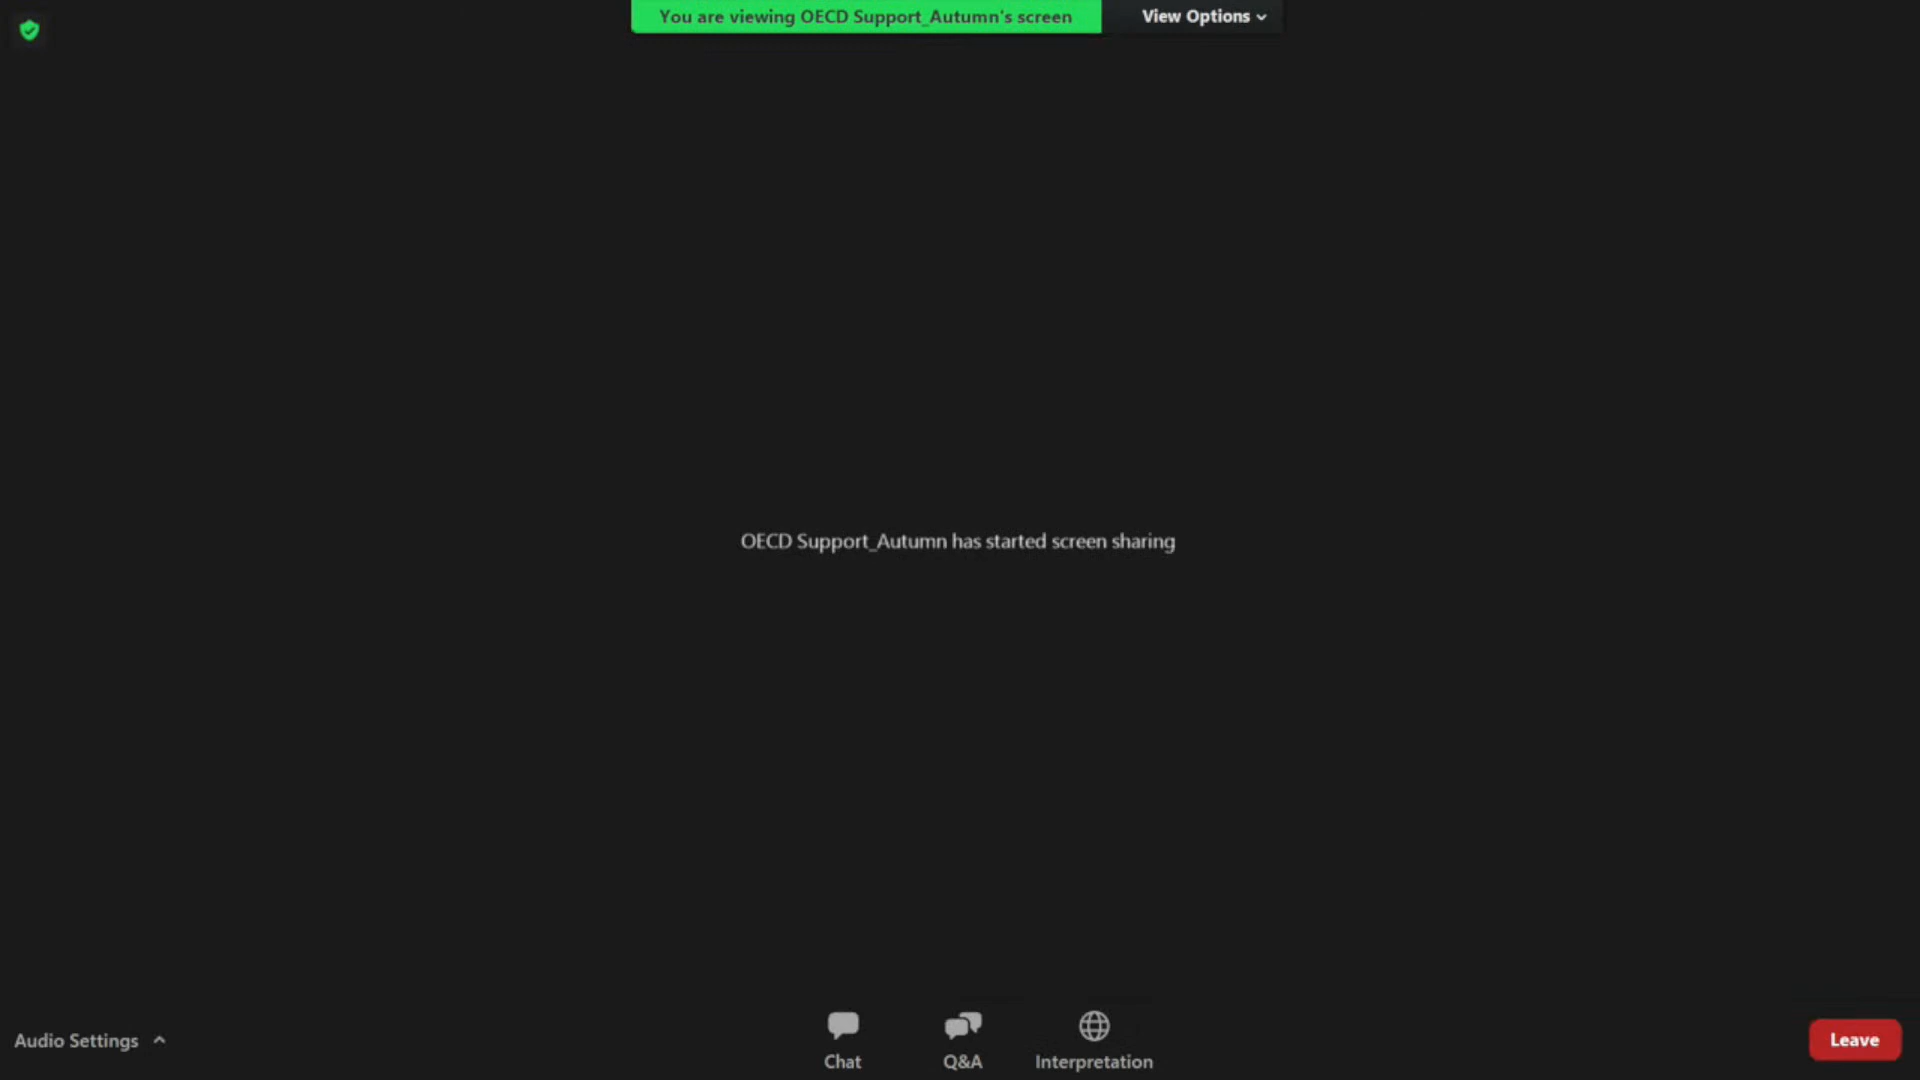 You are viewing OECD Support_Autumn's screen
View Options
OECD Support_Autumn has started screen sharing
Audio Settings
Chat
Q&A
Interpretation
Leave